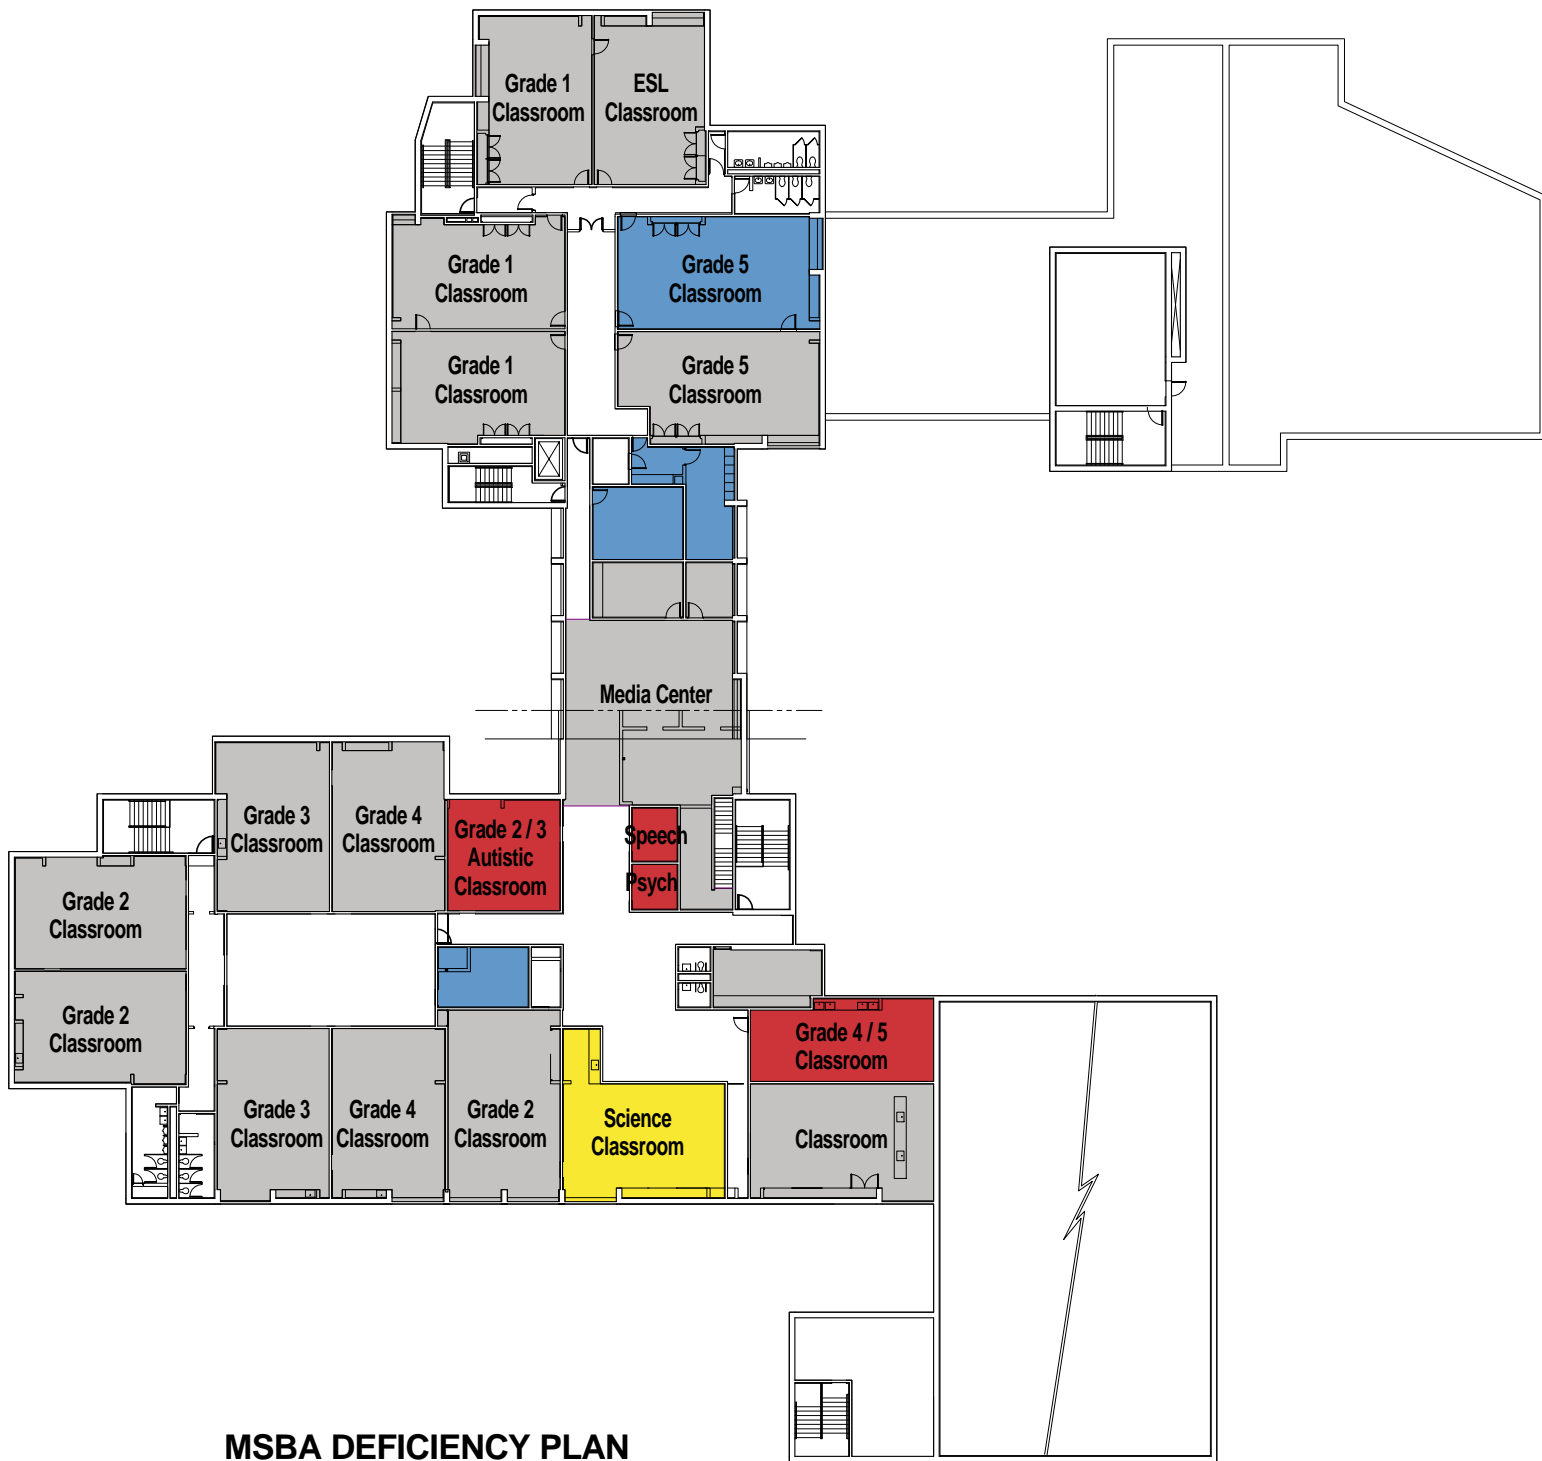 Grade 1
Classroom
ESL
Classroom
Grade 1
Classroom
Grade 5
Classroom
Grade 1
Classroom
Grade 5
Classroom
Media Center
Grade 3
Classroom
Grade 4
Classroom
Grade 2 / 3
Autistic
Classroom
Speech
Psych
Grade 2
Classroom
Grade 2
Classroom
Grade 4 / 5
Classroom
Grade 3
Classroom
Grade 4
Classroom
Grade 2
Classroom
Science
Classroom
Classroom
MSBA DEFICIENCY PLAN